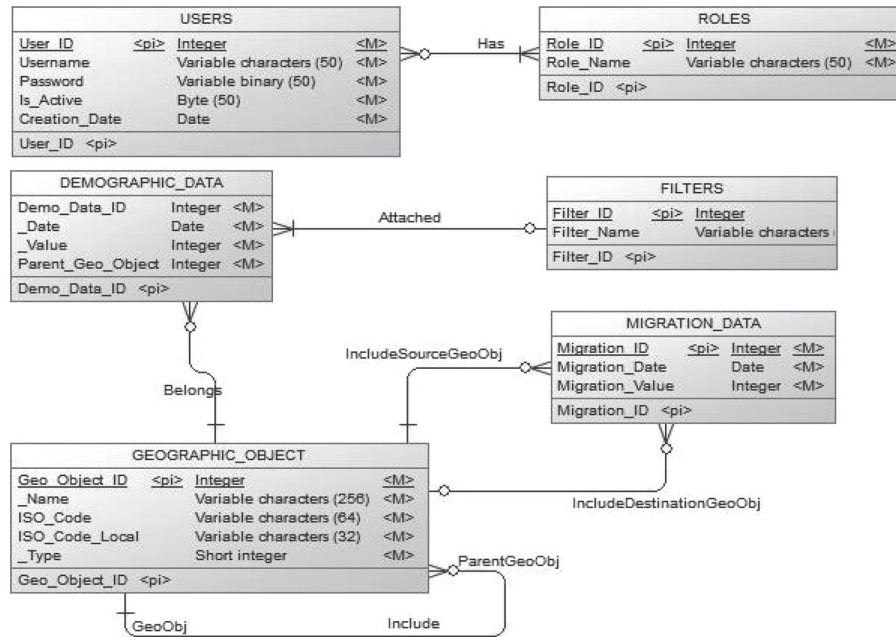 USERS
User_ID <pi> Integer <M>
Username Variable characters (50) <M>
Password Variable binary (50) <M>
Is_Active Byte (50) <M>
Creation_Date Date <M>
User_ID <pi>
Has
ROLES
Role_ID <pi> Integer <M>
Role_Name Variable characters (50) <M>
Role_ID <pi>
DEMOGRAPHIC_DATA
Demo_Data_ID Integer <M>
_Date Date <M>
_Value Integer <M>
Parent_Geo_Object Integer <M>
Demo_Data_ID <pi>
Attached
FILTERS
Filter_ID <pi> Integer
Filter_Name Variable characters (
Filter_ID <pi>
Belongs
IncludeSourceGeoObj
MIGRATION_DATA
Migration_ID <pi> Integer <M>
Migration_Date Date <M>
Migration_Value Integer <M>
Migration_ID <pi>
IncludeDestinationGeoObj
GEOGRAPHIC_OBJECT
Geo_Object_ID <pi> Integer <M>
_Name Variable characters (256) <M>
ISO_Code Variable characters (64) <M>
ISO_Code_Local Variable characters (32) <M>
_Type Short integer <M>
Geo_Object_ID <pi>
ParentGeoObj
GeoObj
Include